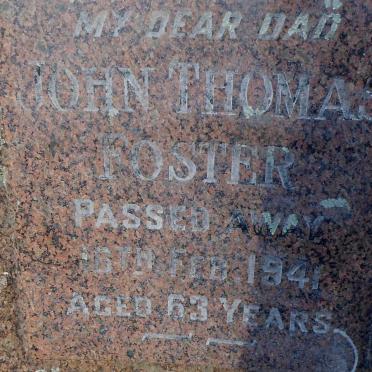 MY DEAR DAD
JOHN THOMAS
FOSTER
PASSED AWAY
16TH FEB 1941
AGED 63 YEARS